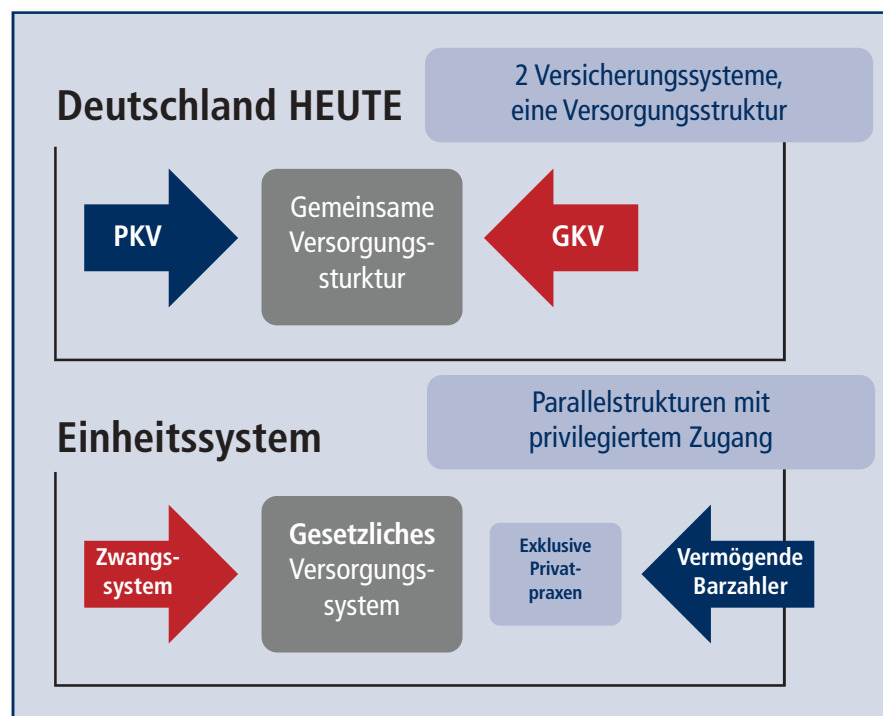 2 Versicherungssysteme,
eine Versorgungsstruktur
Deutschland HEUTE
PKV
Gemeinsame
Versorgungs-
sturktur
GKV
Parallelstrukturen mit
privilegiertem Zugang
Einheitssystem
Zwangs-
system
Gesetzliches
Versorgungs-
system
Exklusive
Privat-
praxen
Vermögende
Barzahler